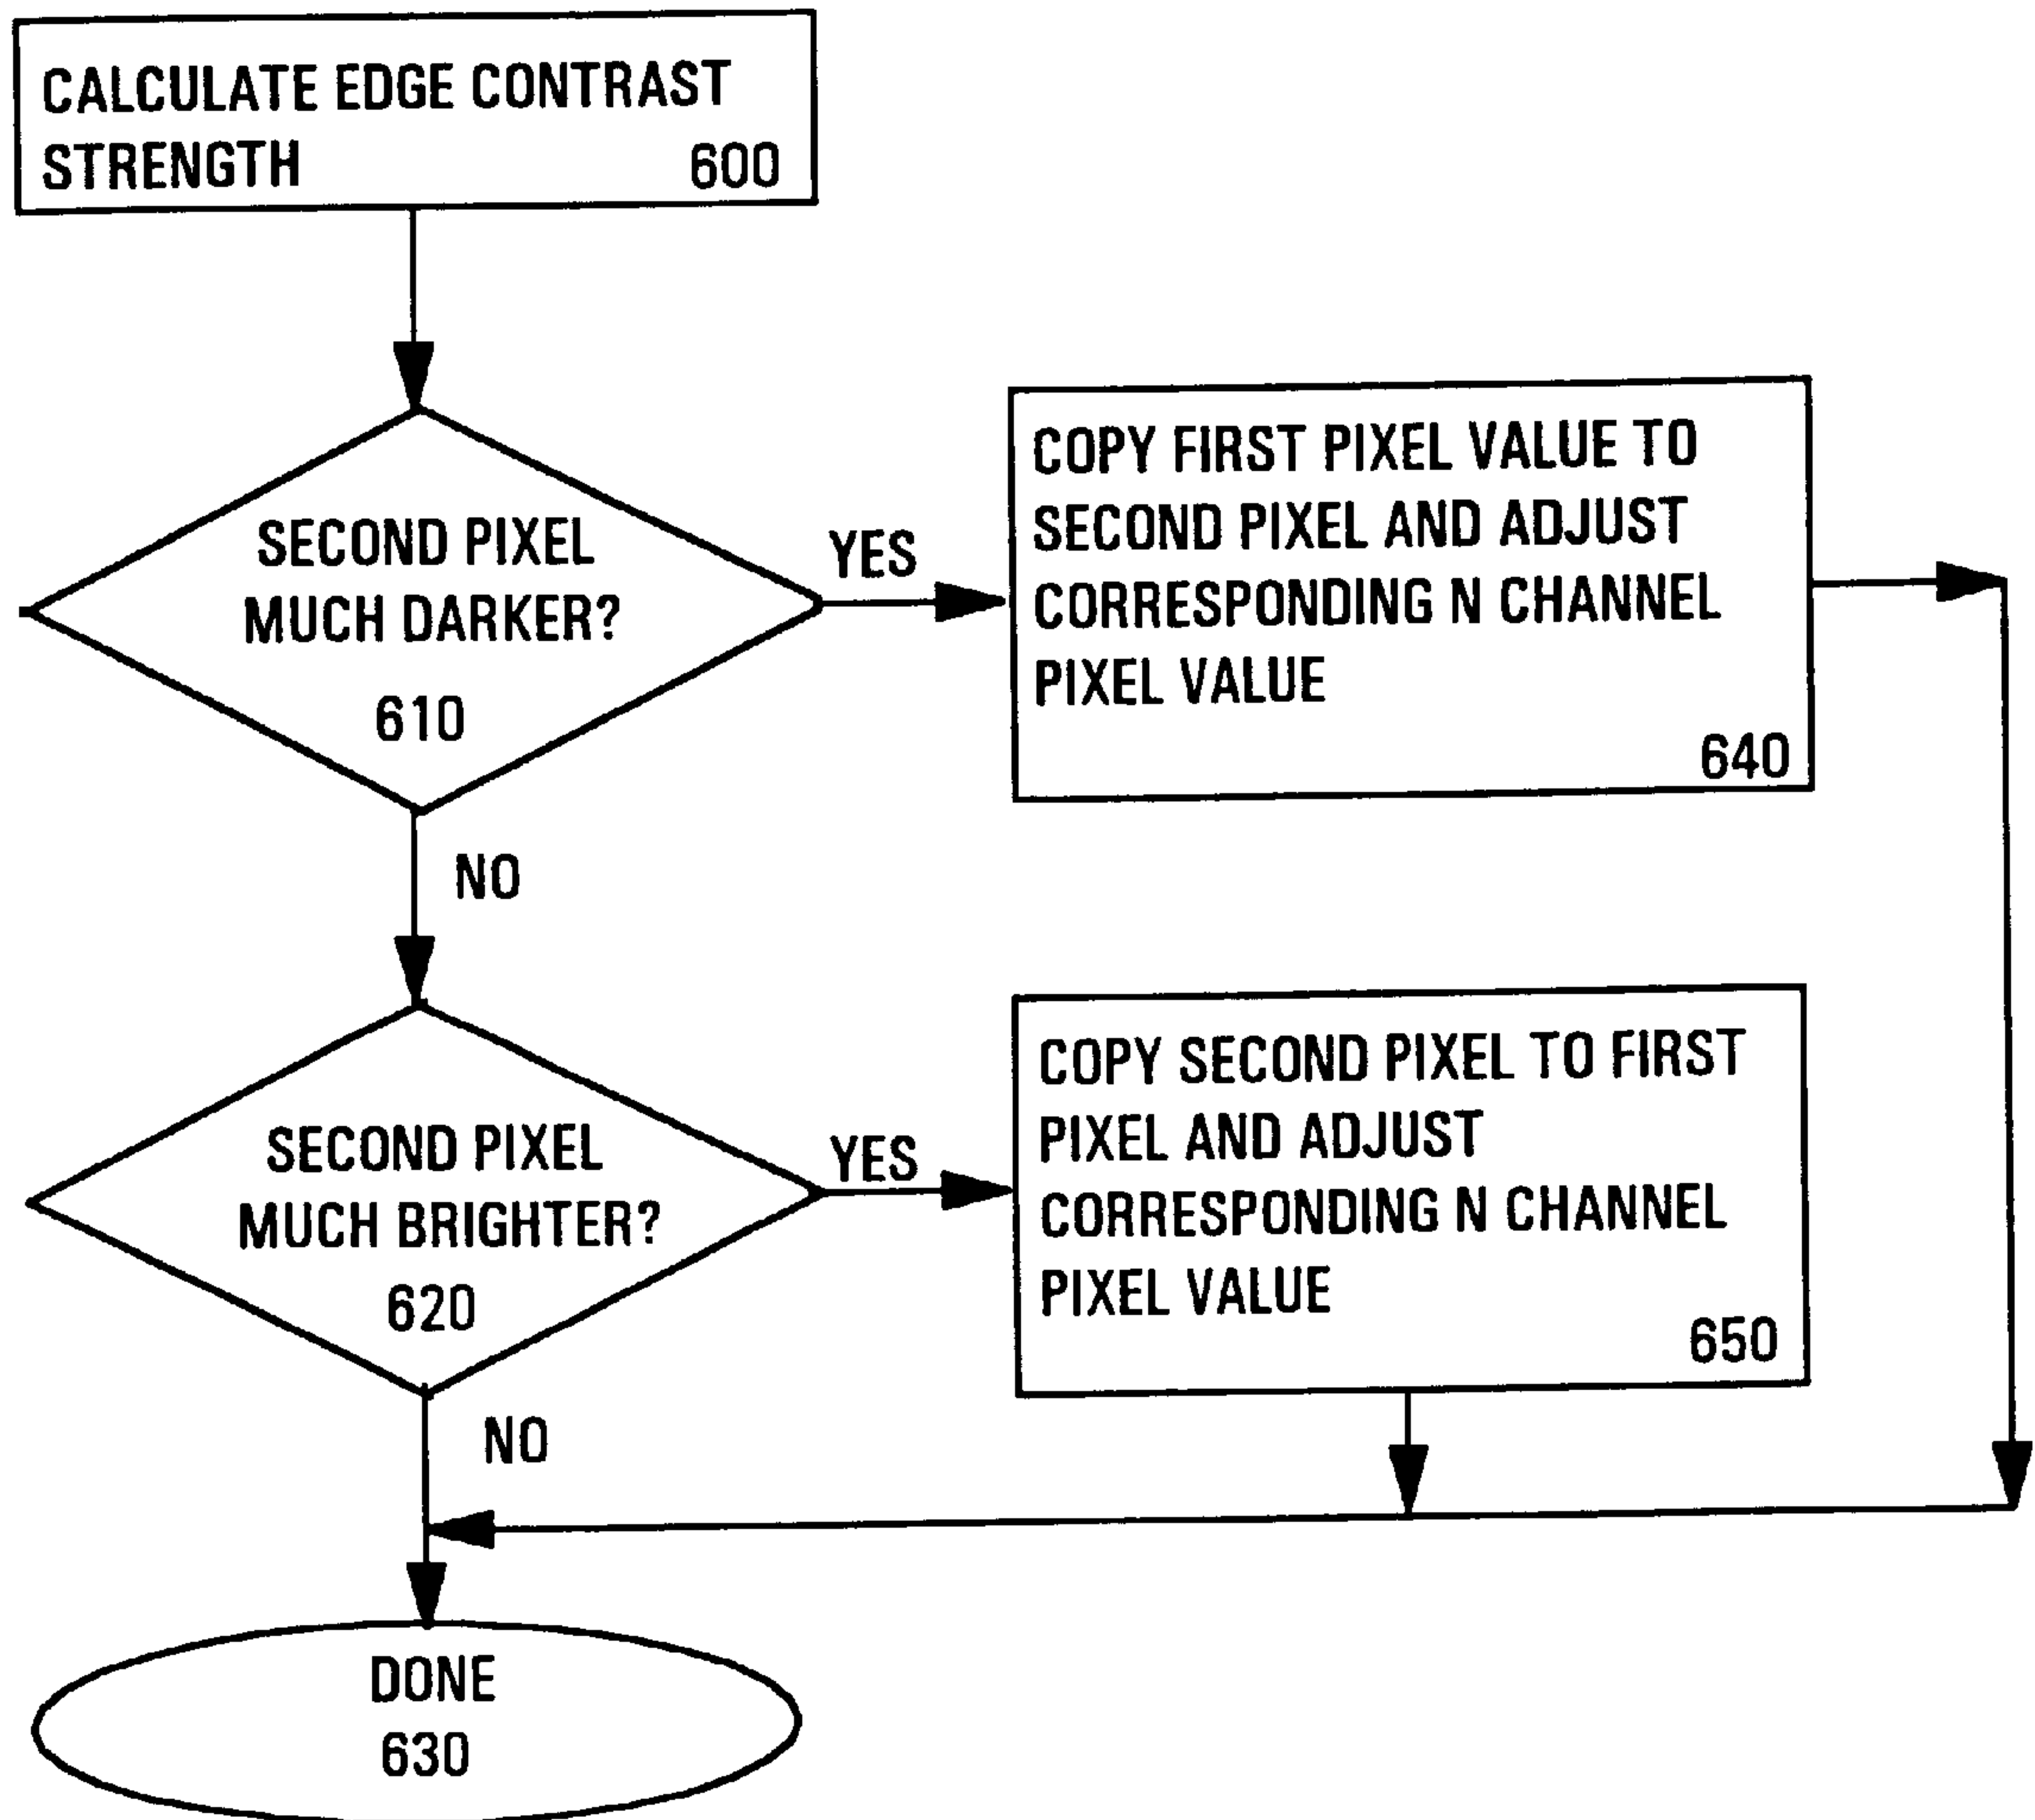 CALCULATE EDGE CONTRAST
STRENGTH 600
SECOND PIXEL
MUCH DARKER?
610
YES
COPY FIRST PIXEL VALUE TO
SECOND PIXEL AND ADJUST
CORRESPONDING N CHANNEL
PIXEL VALUE
640
NO
SECOND PIXEL
MUCH BRIGHTER?
620
YES
COPY SECOND PIXEL TO FIRST
PIXEL AND ADJUST
CORRESPONDING N CHANNEL
PIXEL VALUE
650
NO
DONE
630